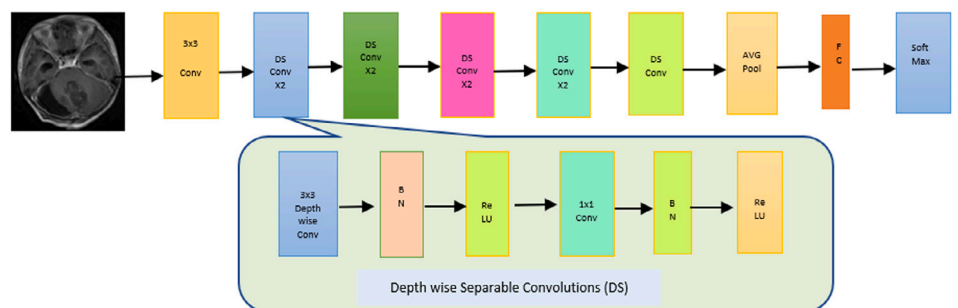 3x3
Conv
DS
Conv
X2
DS
Conv
X2
DS
Conv
X2
DS
Conv
X2
DS
Conv
AVG
Pool
F
C
Soft
Max
3x3
Depth
wise
Conv
B
N
Re
LU
1x1
Conv
B
N
Re
LU
Depth wise Separable Convolutions (DS)